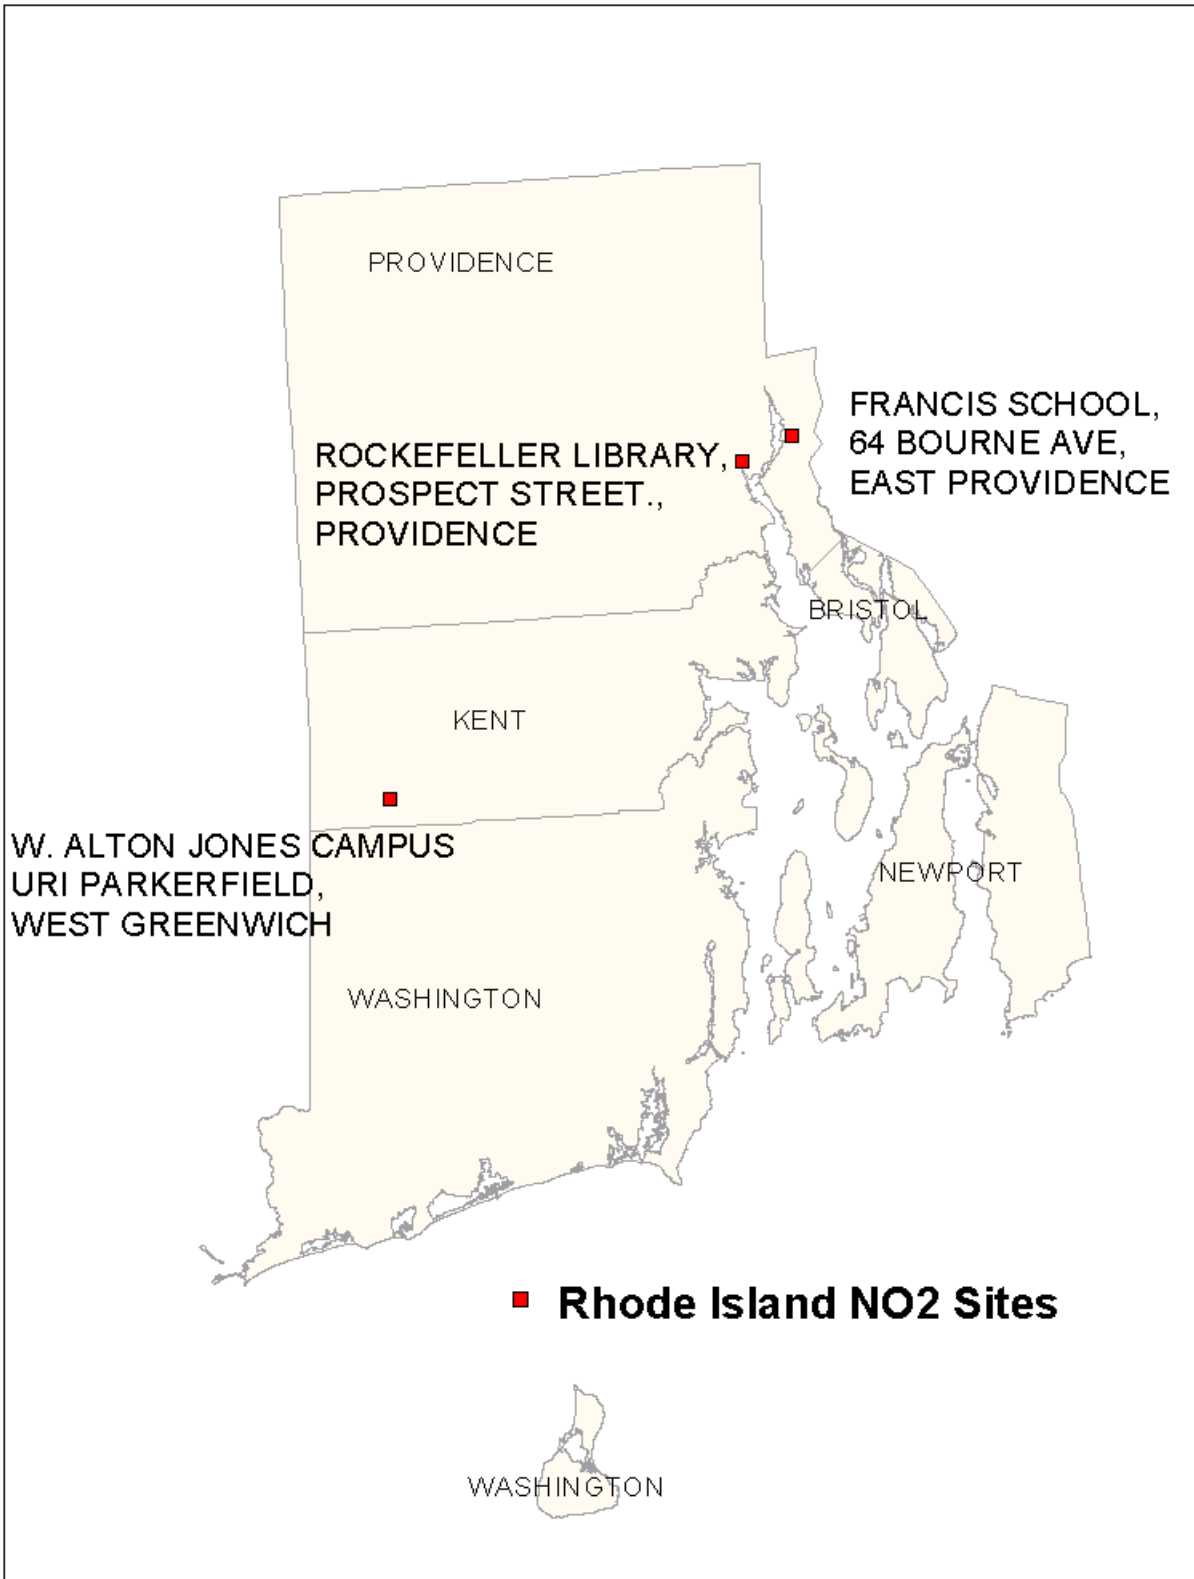 PROVIDENCE
FRANCIS SCHOOL,
64 BOURNE AVE,
EAST PROVIDENCE
ROCKEFELLER LIBRARY,
PROSPECT STREET.,
PROVIDENCE
BRISTOL
KENT
W. ALTON JONES CAMPUS
URI PARKERFIELD,
WEST GREENWICH
NEWPORT
WASHINGTON
Rhode Island NO2 Sites
WASHINGTON